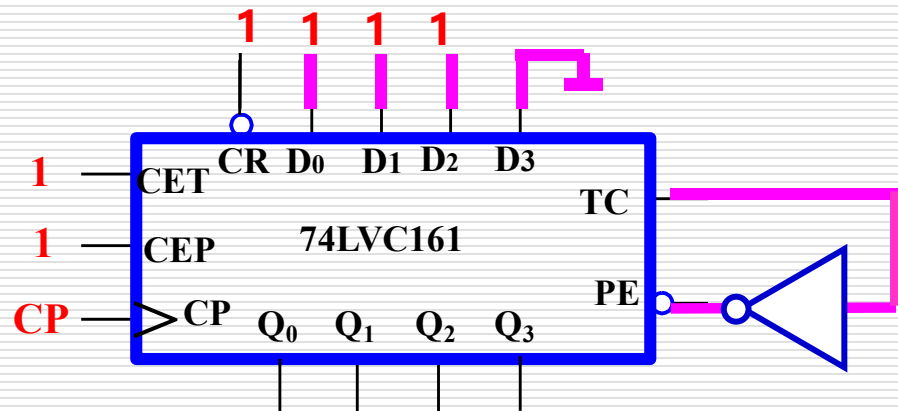 1 1 1 1
CR D0 D1 D2 D3
1 CET
TC
1 CEP 74LVC161
PE
CP CP
Q0 Q1 Q2 Q3